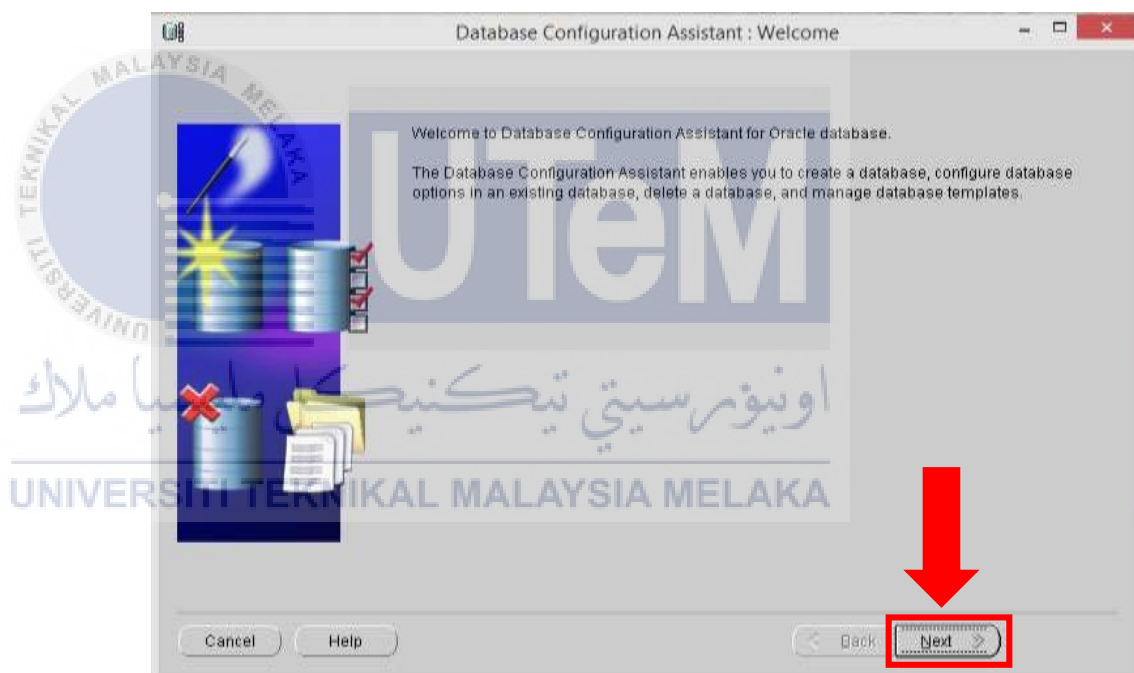 Database Configuration Assistant : Welcome
Welcome to Database Configuration Assistant for Oracle database.
The Database Configuration Assistant enables you to create a database, configure database
options in an existing database, delete a database, and manage database templates.
UNIVERSITI TEKNIKAL MALAYSIA MELAKA
UTeM
اونيۏرسيتي تيكنيكل مليسيا ملاك
UNIVERSITI TEKNIKAL MALAYSIA MELAKA
Cancel
Help
Back
Next